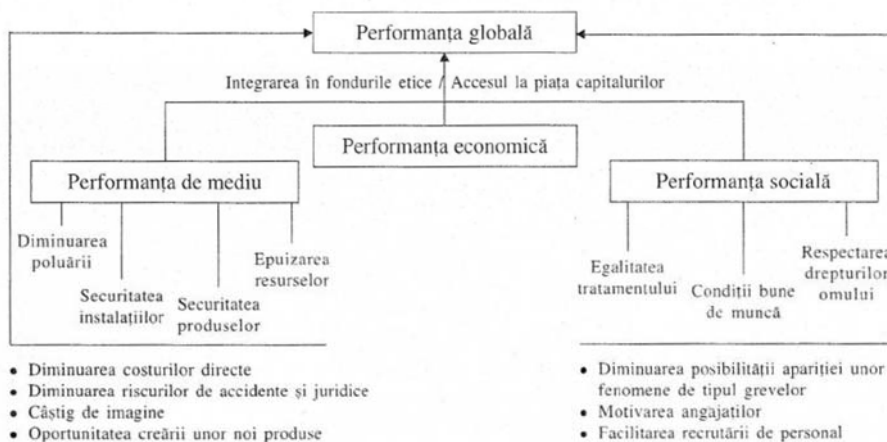 Performanța globală
Integrarea în fondurile etice / Accesul la piața capitalurilor
Performanța economică
Performanța de mediu
Performanța socială
Diminuarea
poluării
Securitatea
instalațiilor
Securitatea
produselor
Epuizarea
resurselor
Egalitatea
tratamentului
Condiții bune
de muncă
Respectarea
drepturilor
omului
• Diminuarea costurilor directe
• Diminuarea riscurilor de accidente și juridice
• Câștig de imagine
• Oportunitatea creării unor noi produse
• Diminuarea posibilității apariției unor
fenomene de tipul grevelor
• Motivarea angajaților
• Facilitarea recrutării de personal